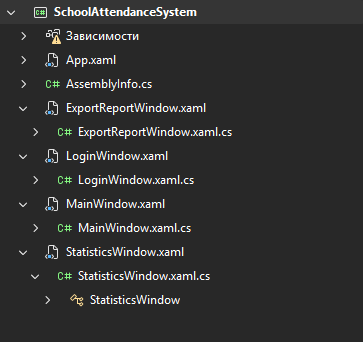 C# SchoolAttendanceSystem
Зависимости
App.xaml
C# AssemblyInfo.cs
ExportReportWindow.xaml
C# ExportReportWindow.xaml.cs
LoginWindow.xaml
C# LoginWindow.xaml.cs
MainWindow.xaml
C# MainWindow.xaml.cs
StatisticsWindow.xaml
C# StatisticsWindow.xaml.cs
StatisticsWindow